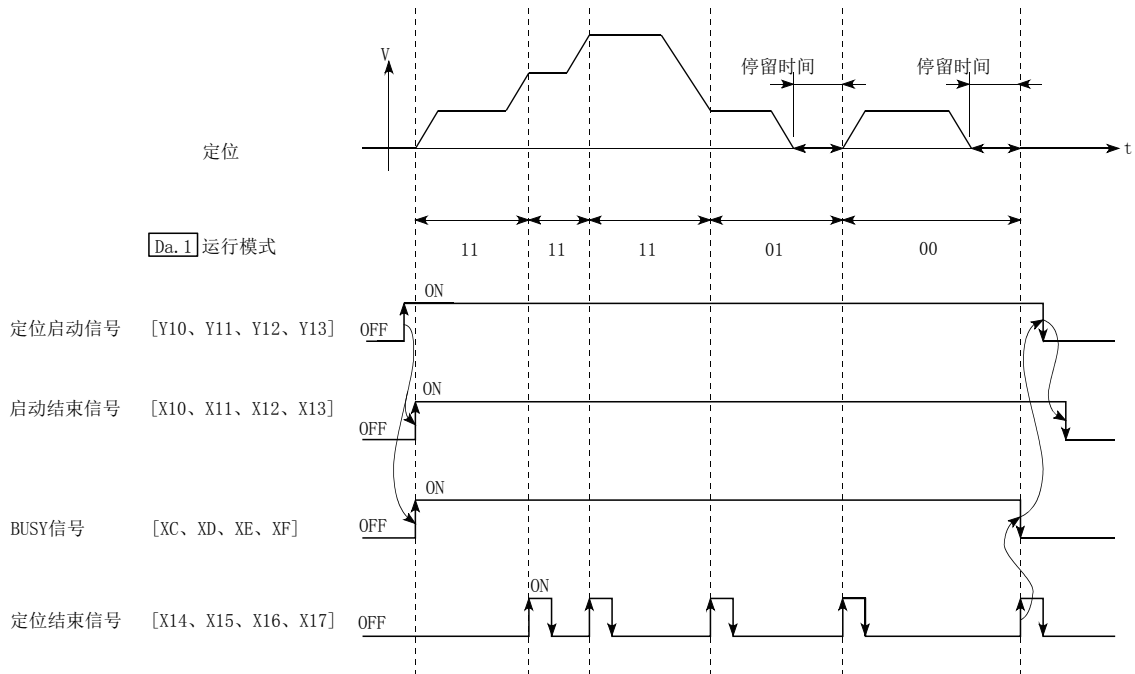 V
停留时间
停留时间
定位
t
Da.1 运行模式
11
11
11
01
00
ON
定位启动信号 [Y10、Y11、Y12、Y13] OFF
ON
启动结束信号 [X10、X11、X12、X13] OFF
ON
BUSY信号 [XC、XD、XE、XF] OFF
ON
定位结束信号 [X14、X15、X16、X17] OFF